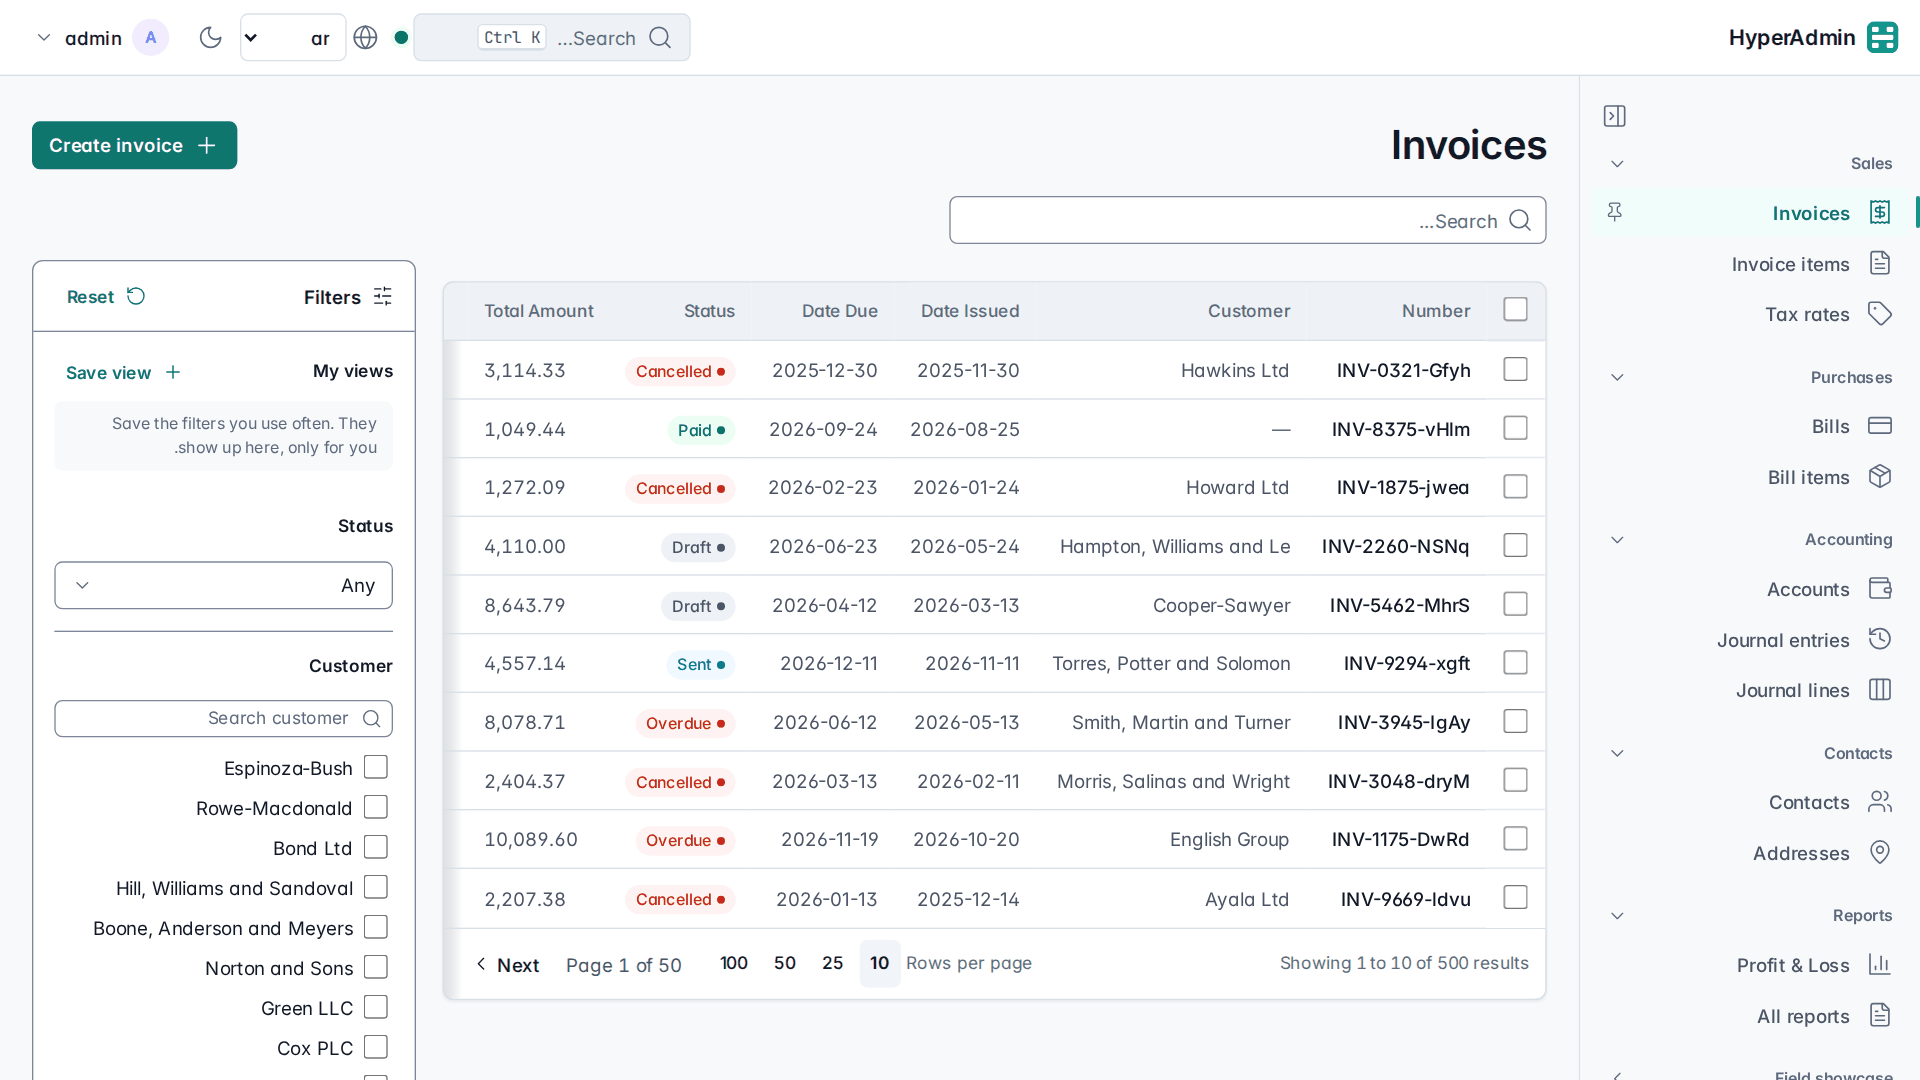 HyperAdmin
Search...
Ctrl K
ar
A
admin
Sales
Invoices
Invoice items
Tax rates
Purchases
Bills
Bill items
Accounting
Accounts
Journal entries
Journal lines
Contacts
Contacts
Addresses
Reports
Profit & Loss
All reports
Field showcase
Invoices
Create invoice
Search...
Number Customer Date Issued Date Due Status Total Amount
INV-0321-Gfyh Hawkins Ltd 2025-11-30 2025-12-30 Cancelled 3,114.33
INV-8375-vHlm — 2026-08-25 2026-09-24 Paid 1,049.44
INV-1875-jwea Howard Ltd 2026-01-24 2026-02-23 Cancelled 1,272.09
INV-2260-NSNq Hampton, Williams and Le 2026-05-24 2026-06-23 Draft 4,110.00
INV-5462-MhrS Cooper-Sawyer 2026-03-13 2026-04-12 Draft 8,643.79
INV-9294-xgft Torres, Potter and Solomon 2026-11-11 2026-12-11 Sent 4,557.14
INV-3945-IgAy Smith, Martin and Turner 2026-05-13 2026-06-12 Overdue 8,078.71
INV-3048-dryM Morris, Salinas and Wright 2026-02-11 2026-03-13 Cancelled 2,404.37
INV-1175-DwRd English Group 2026-10-20 2026-11-19 Overdue 10,089.60
INV-9669-Idvu Ayala Ltd 2025-12-14 2026-01-13 Cancelled 2,207.38
Showing 1 to 10 of 500 results
Rows per page 10 25 50 100
Page 1 of 50
Next
Filters
Reset
My views
Save view
Save the filters you use often. They
show up here, only for you.
Status
Any
Customer
Search customer
Espinoza-Bush
Rowe-Macdonald
Bond Ltd
Hill, Williams and Sandoval
Boone, Anderson and Meyers
Norton and Sons
Green LLC
Cox PLC